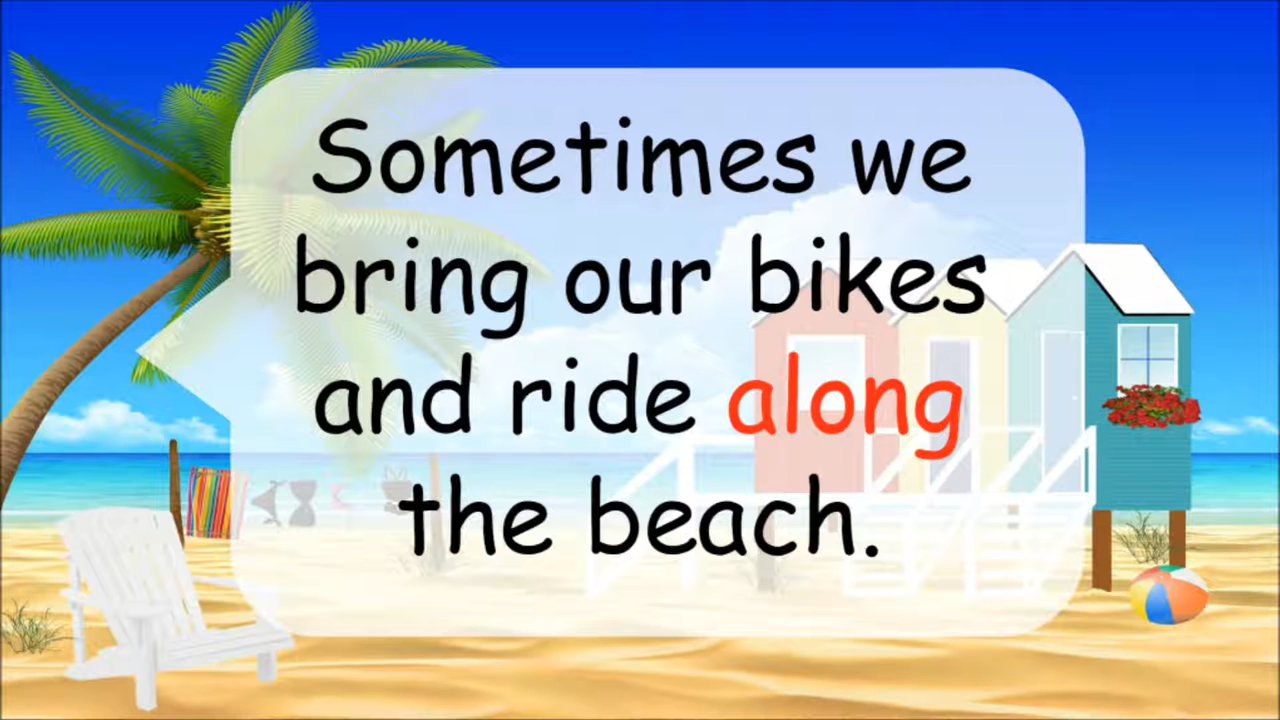 Sometimes we
bring our bikes
and ride along
the beach.